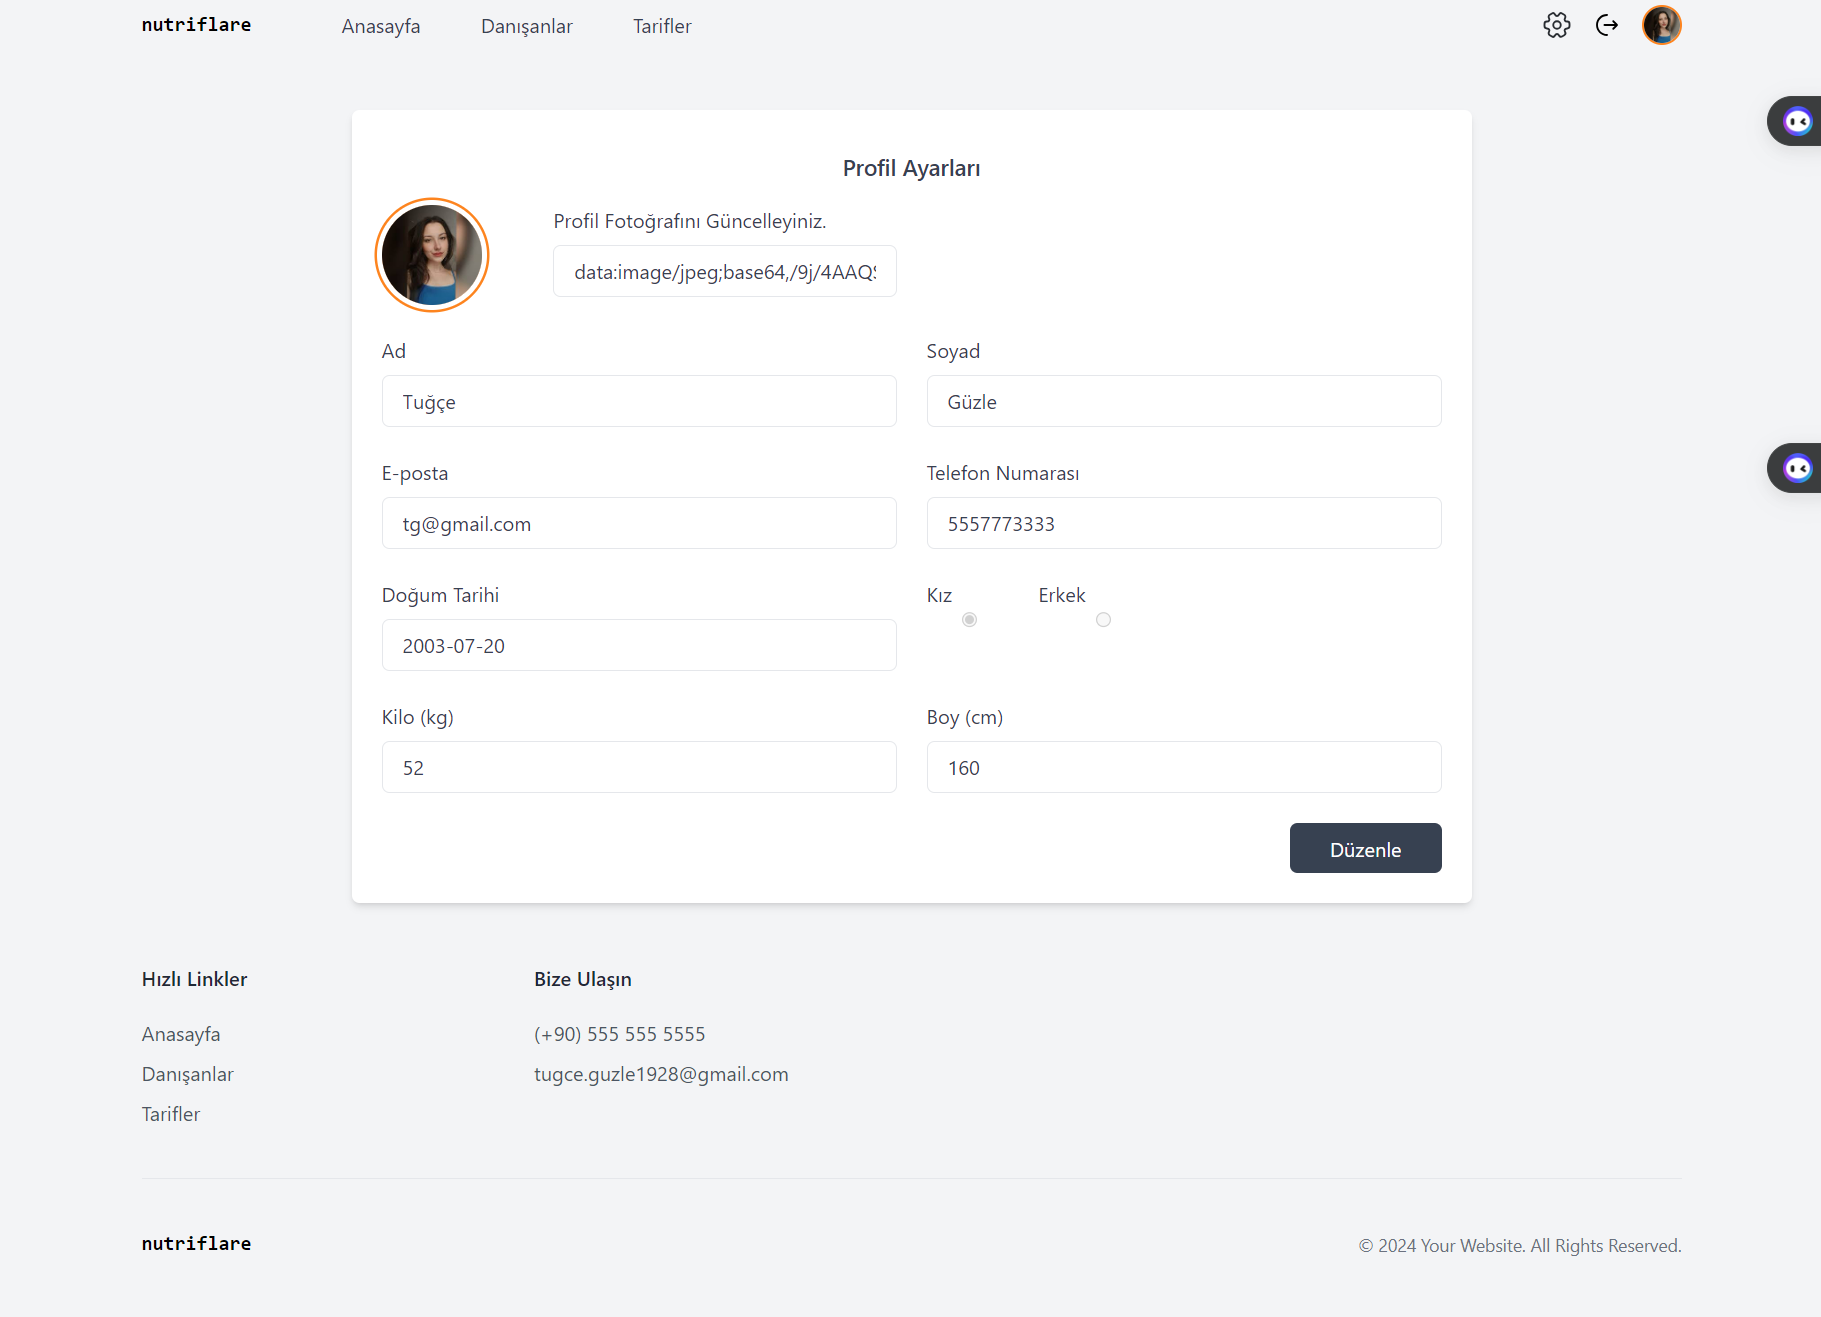 nutriflare
Anasayfa
Danışanlar
Tarifler
Profil Ayarları
Profil Fotoğrafını Güncelleyiniz.
data:image/jpeg;base64,/9j/4AAQ
Ad
Soyad
Tuğçe
Güzle
E-posta
Telefon Numarası
tg@gmail.com
5557773333
Doğum Tarihi
Kız
Erkek
2003-07-20
Kilo (kg)
Boy (cm)
52
160
Düzenle
Hızlı Linkler
Anasayfa
Danışanlar
Tarifler
Bize Ulaşın
(+90) 555 555 5555
tugce.guzle1928@gmail.com
nutriflare
© 2024 Your Website. All Rights Reserved.